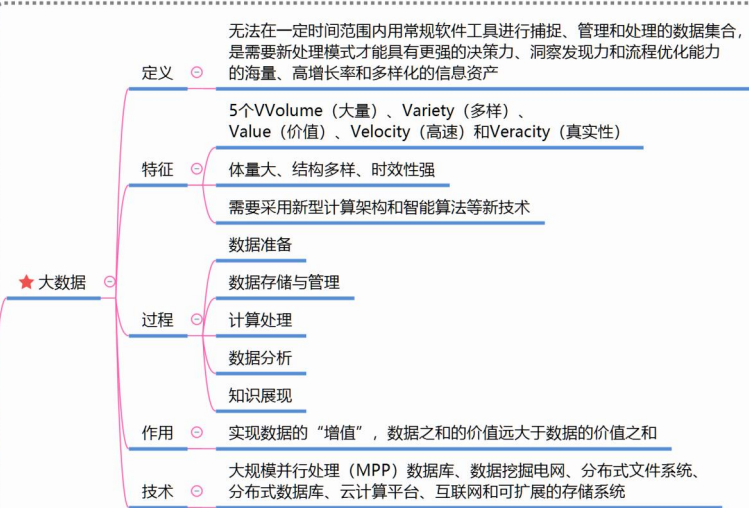 无法在一定时间范围内用常规软件工具进行捕捉、管理和处理的数据集合，
是需要新处理模式才能具有更强的决策力、洞察发现力和流程优化能力
的海量、高增长率和多样化的信息资产
定义
5个VVolume（大量）、Variety（多样）、
Value（价值）、Velocity（高速）和Veracity（真实性）
特征
体量大、结构多样、时效性强
需要采用新型计算架构和智能算法等新技术
大数据
数据准备
数据存储与管理
过程
计算处理
数据分析
知识展现
作用
实现数据的“增值”，数据之和的价值远大于数据的价值之和
技术
大规模并行处理（MPP）数据库、数据挖掘电网、分布式文件系统、
分布式数据库、云计算平台、互联网和可扩展的存储系统